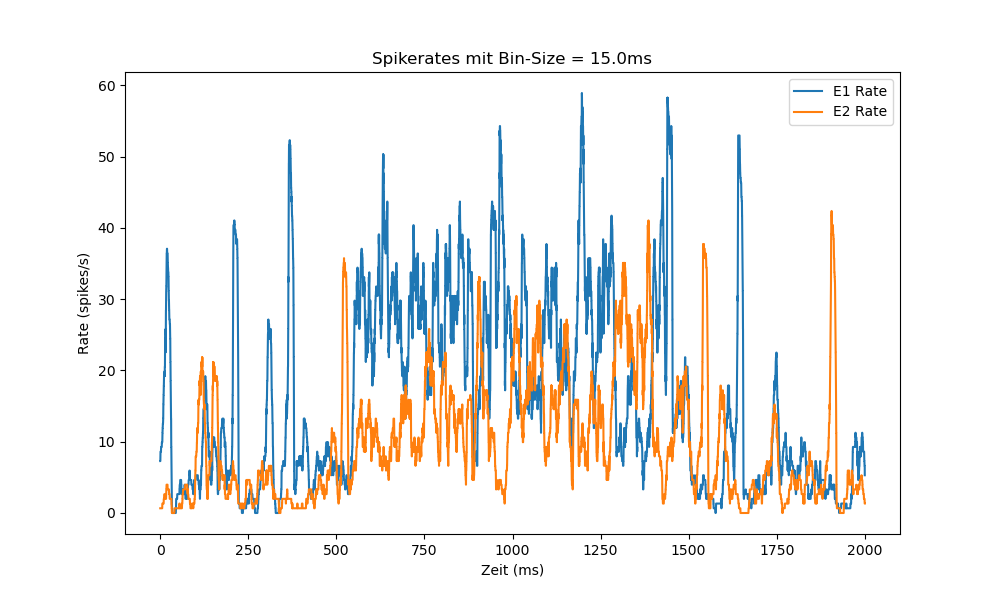 Spikerates mit Bin-Size = 15.0ms
E1 Rate
E2 Rate
60
50
40
30
20
10
0
Rate (spikes/s)
0 250 500 750 1000 1250 1500 1750 2000
Zeit (ms)